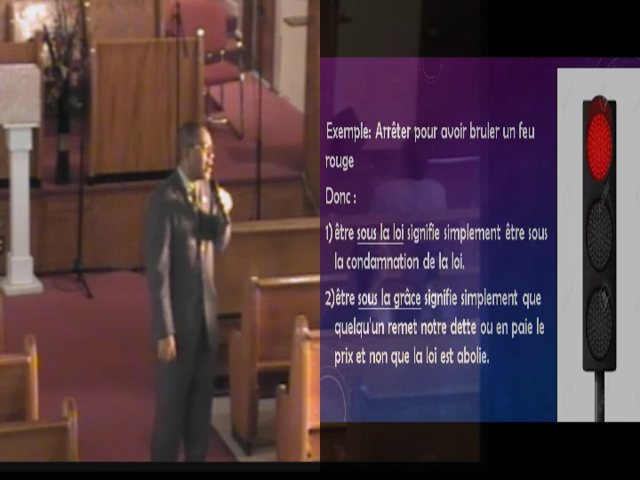 Exemple: Arrêter pour avoir bruler un feu
rouge
Donc :
1) être sous la loi signifie simplement être sous
la condamnation de la loi.
2)être sous la grâce signifie simplement que
quelqu'un remet notre dette ou en paie le
prix et non que la loi est abolie.